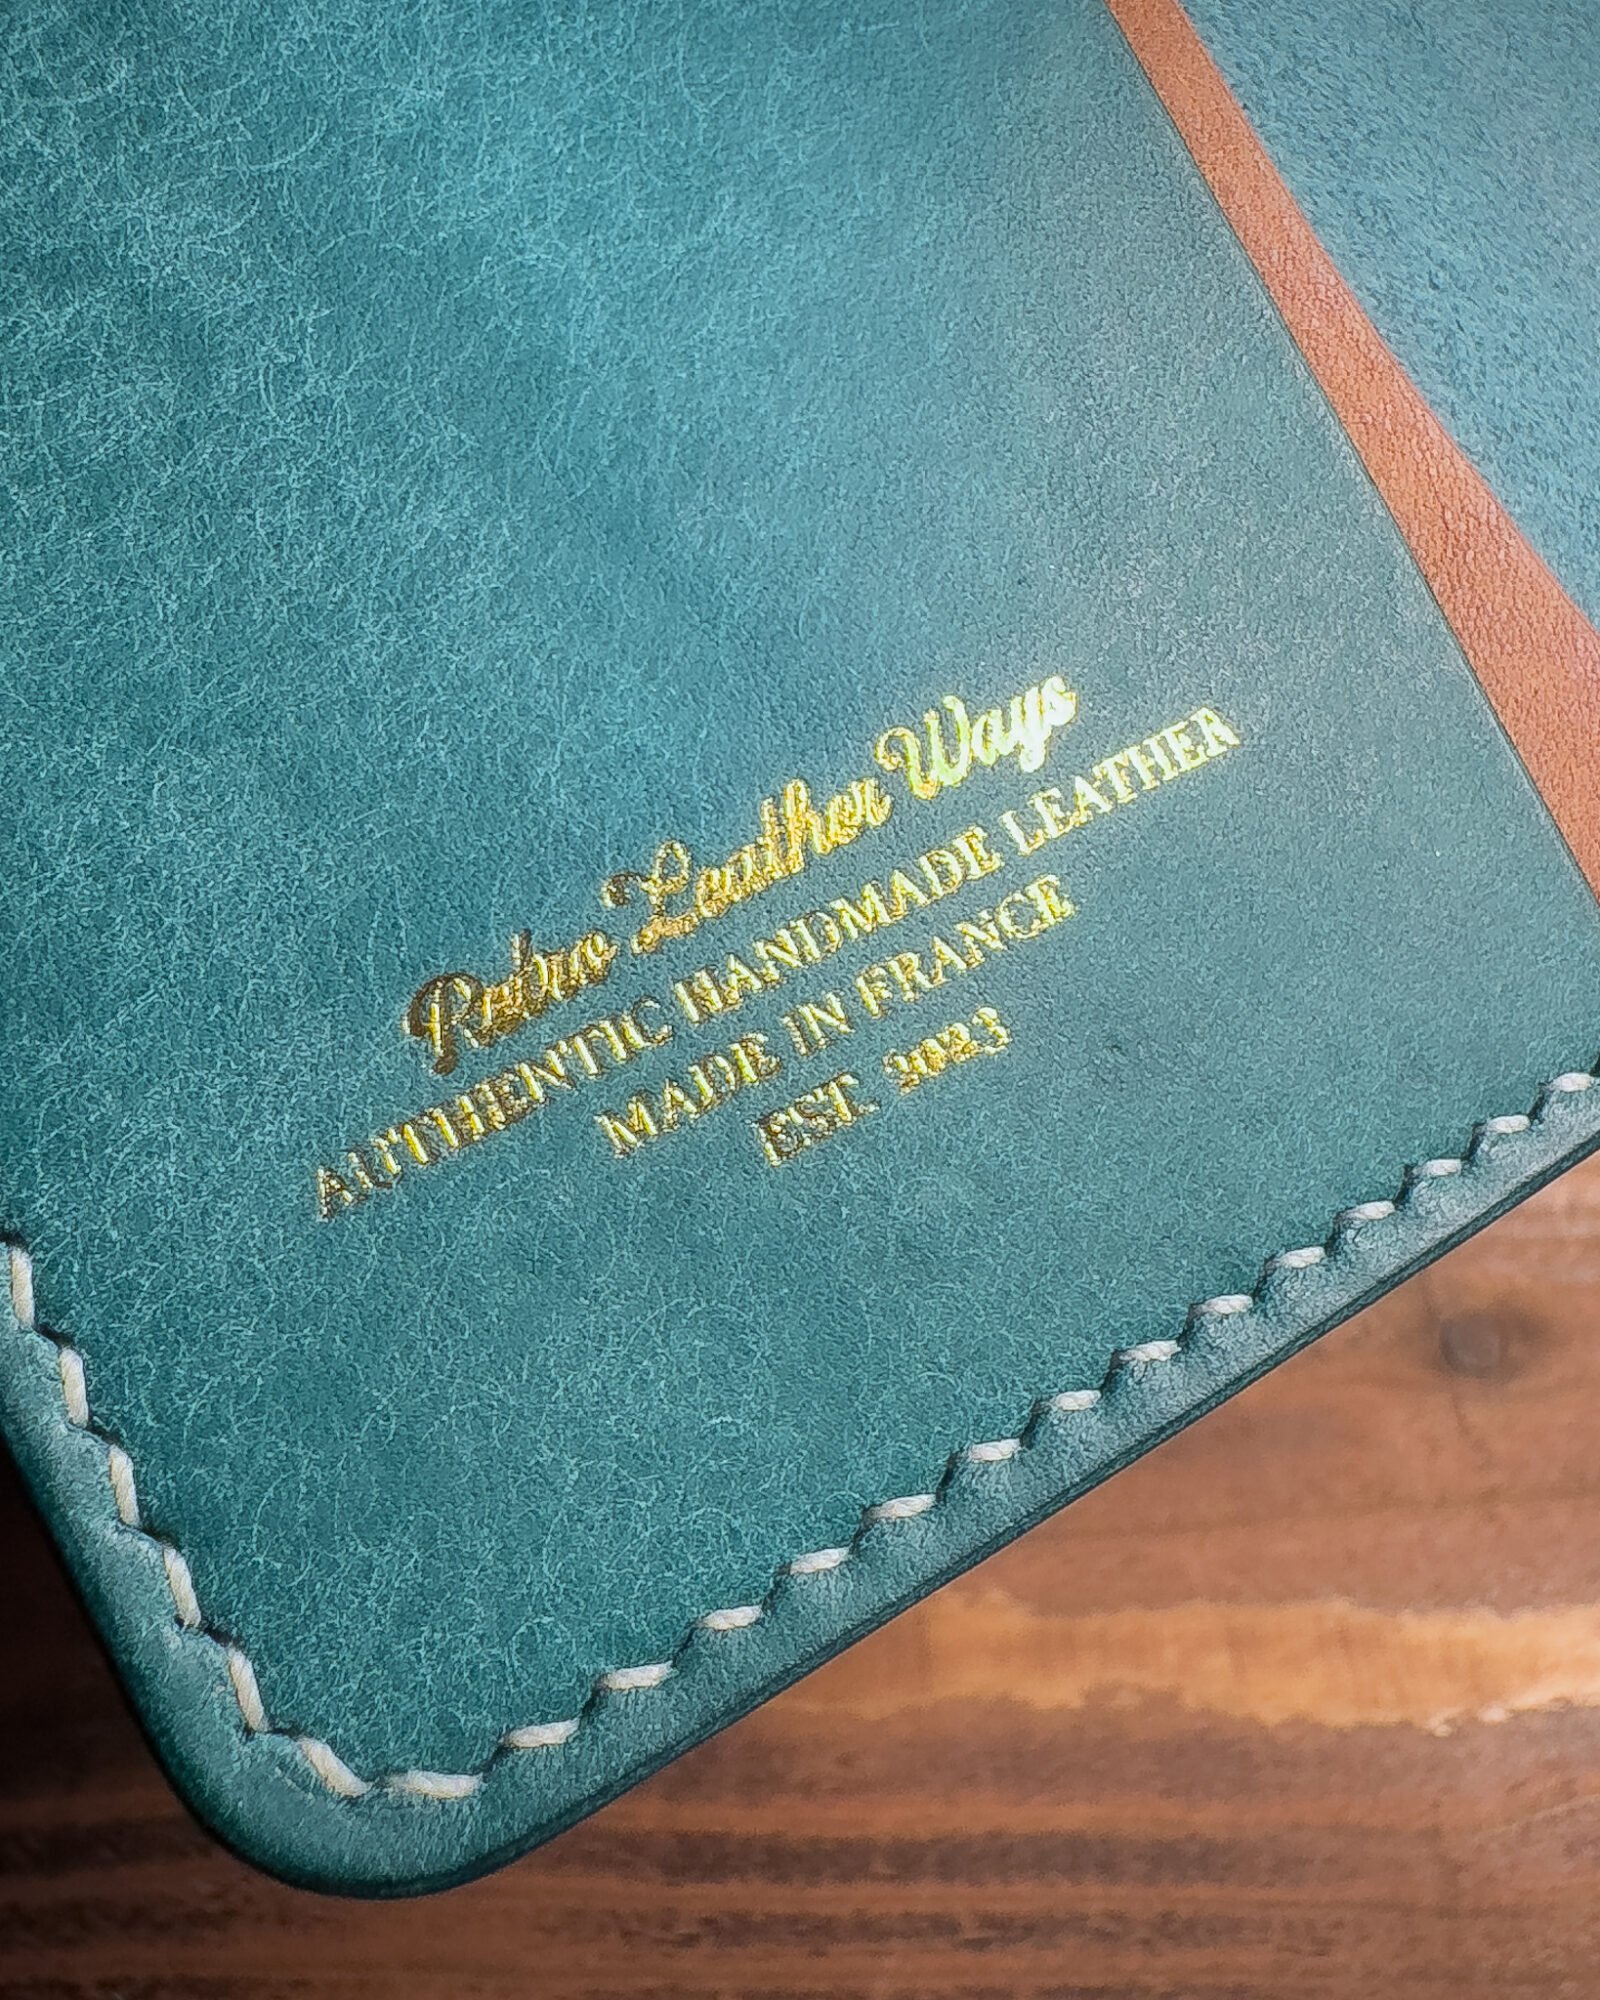 Retro Leather Ways
AUTHENTIC HANDMADE LEATHER
MADE IN FRANCE
EST. 2023